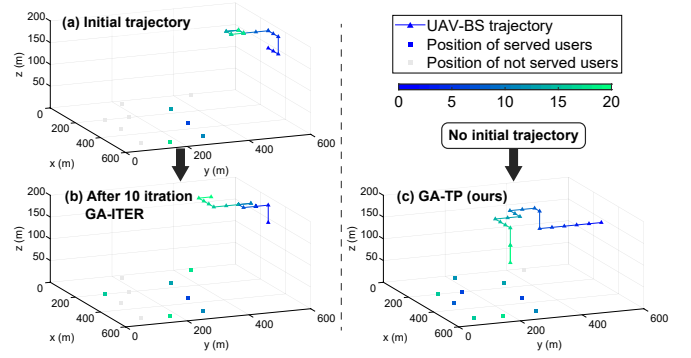 (a) Initial trajectory
200
150
100
50
0
z (m)
0
200
400
600
x (m)
0
200
400
600
y (m)
UAV-BS trajectory
Position of served users
Position of not served users
0
5
10
15
20
No initial trajectory
(b) After 10 itration
GA-ITER
200
150
100
50
0
z (m)
0
200
400
600
x (m)
0
200
400
600
y (m)
(c) GA-TP (ours)
200
150
100
50
0
z (m)
0
200
400
600
x (m)
0
200
400
600
y (m)